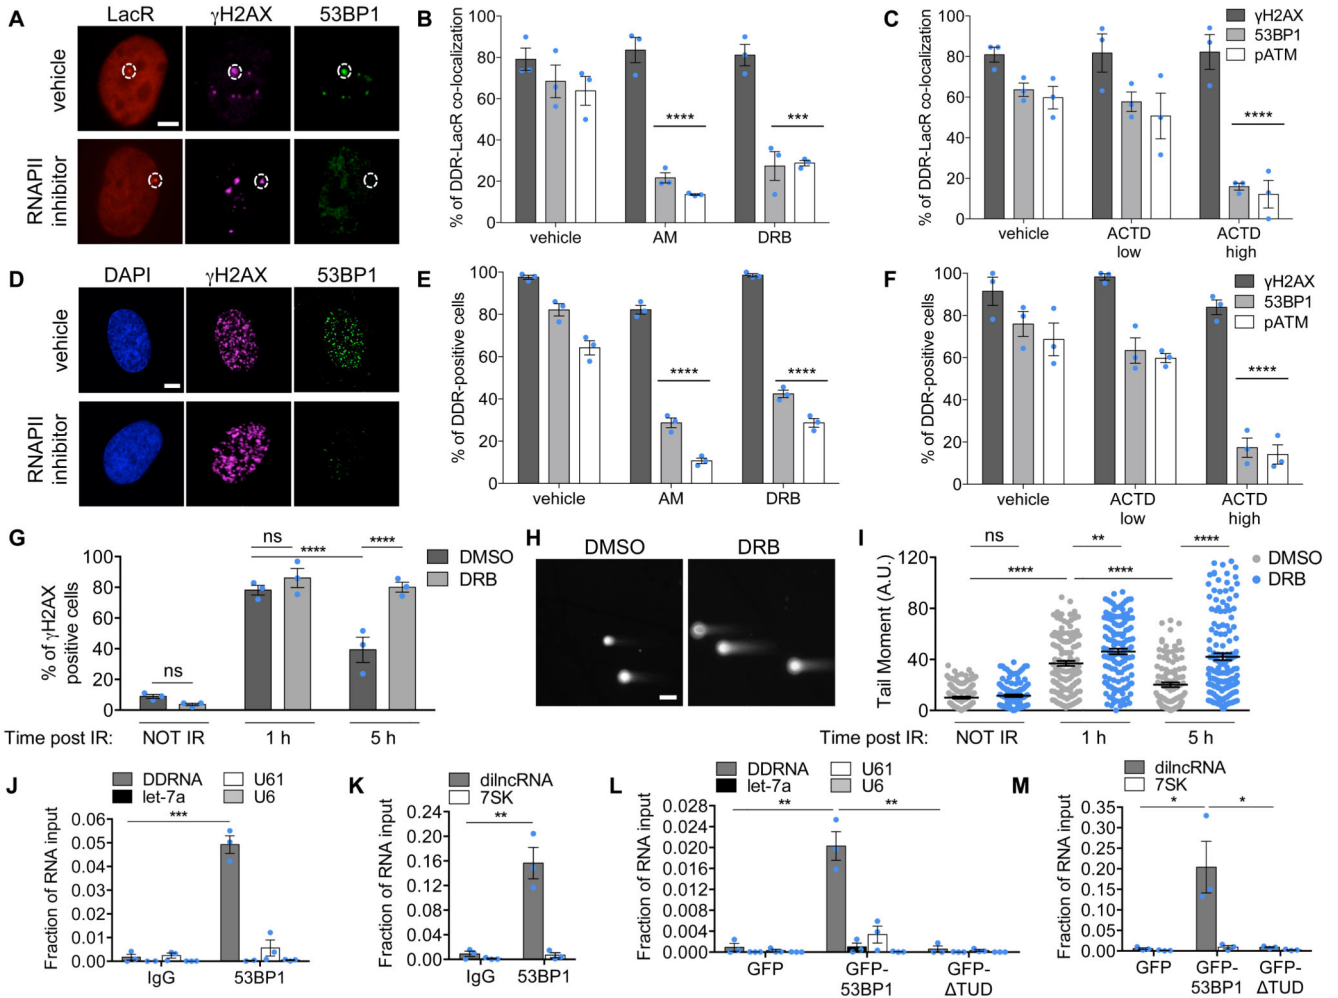 A
LacR
γH2AX
53BP1
vehicle
RNAPII
inhibitor
B
% of DDR-LacR co-localization
100
80
60
40
20
0
****
***
vehicle
AM
DRB
C
% of DDR-LacR co-localization
100
80
60
40
20
0
****
vehicle
ACTD
low
ACTD
high
γH2AX
53BP1
pATM
D
DAPI
γH2AX
53BP1
vehicle
RNAPII
inhibitor
E
% of DDR-positive cells
100
80
60
40
20
0
****
****
vehicle
AM
DRB
F
% of DDR-positive cells
100
80
60
40
20
0
****
vehicle
ACTD
low
ACTD
high
γH2AX
53BP1
pATM
G
% of γH2AX
positive cells
100
80
60
40
20
0
ns
ns
****
****
DMSO
DRB
Time post IR:
NOT IR
1 h
5 h
H
DMSO
DRB
I
Tail Moment (A.U.)
120
80
40
0
ns
**
****
****
****
DMSO
DRB
Time post IR:
NOT IR
1 h
5 h
J
DDRNA
let-7a
U61
U6
Fraction of RNA input
0.06
0.05
0.04
0.03
0.02
0.01
0.00
***
IgG
53BP1
K
dilncRNA
7SK
Fraction of RNA input
0.24
0.20
0.16
0.12
0.08
0.04
0.00
**
IgG
53BP1
L
DDRNA
let-7a
U61
U6
Fraction of RNA input
0.028
0.024
0.020
0.016
0.012
0.008
0.004
0.000
**
**
GFP
GFP-
53BP1
GFP-
ΔTUD
M
dilncRNA
7SK
Fraction of RNA input
0.35
0.30
0.25
0.20
0.15
0.10
0.05
0.00
*
*
GFP
GFP-
53BP1
GFP-
ΔTUD